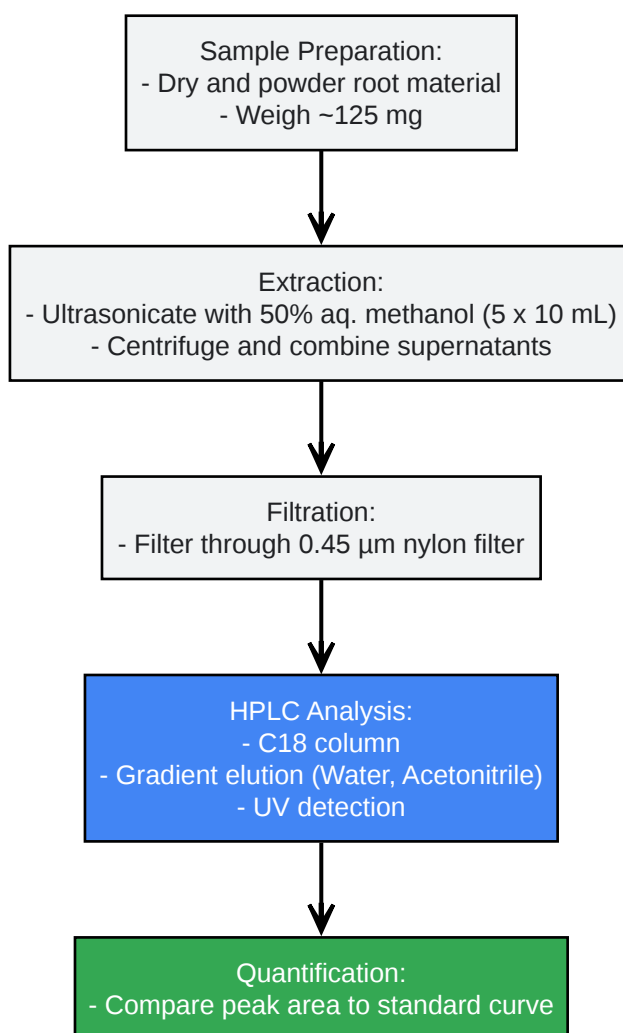 Sample Preparation:
- Dry and powder root material
- Weigh ~125 mg
Extraction:
- Ultrasonicate with 50% aq. methanol (5 x 10 mL)
- Centrifuge and combine supernatants
Filtration:
- Filter through 0.45 µm nylon filter
HPLC Analysis:
- C18 column
- Gradient elution (Water, Acetonitrile)
- UV detection
Quantification:
- Compare peak area to standard curve